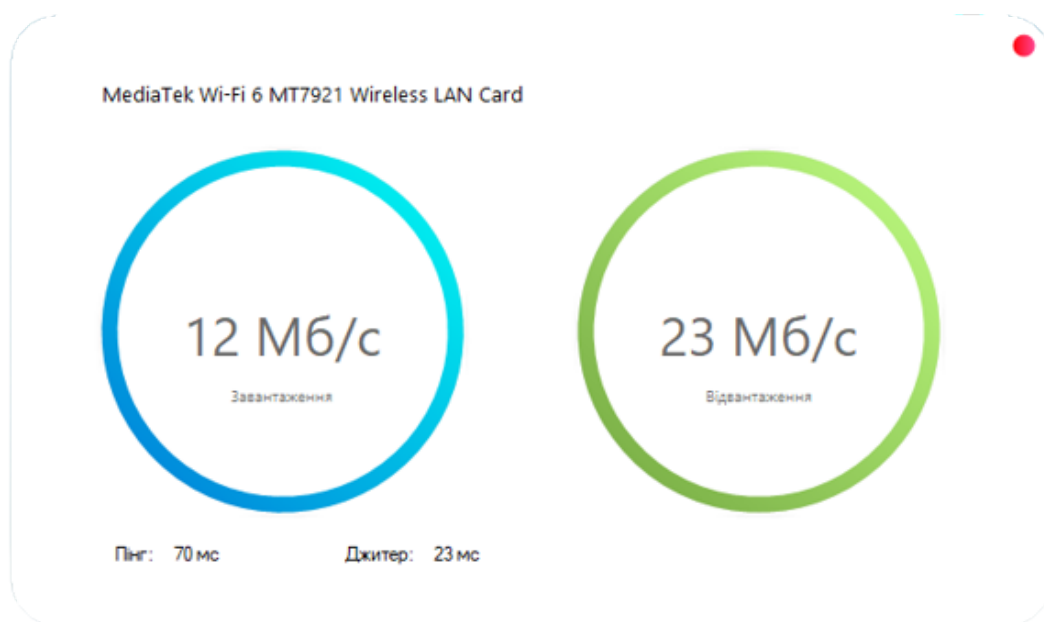 MediaTek Wi-Fi 6 MT7921 Wireless LAN Card
12 Мб/с
Завантаження
23 Мб/с
Відвантаження
Пінг: 70 мс
Джитер: 23 мс